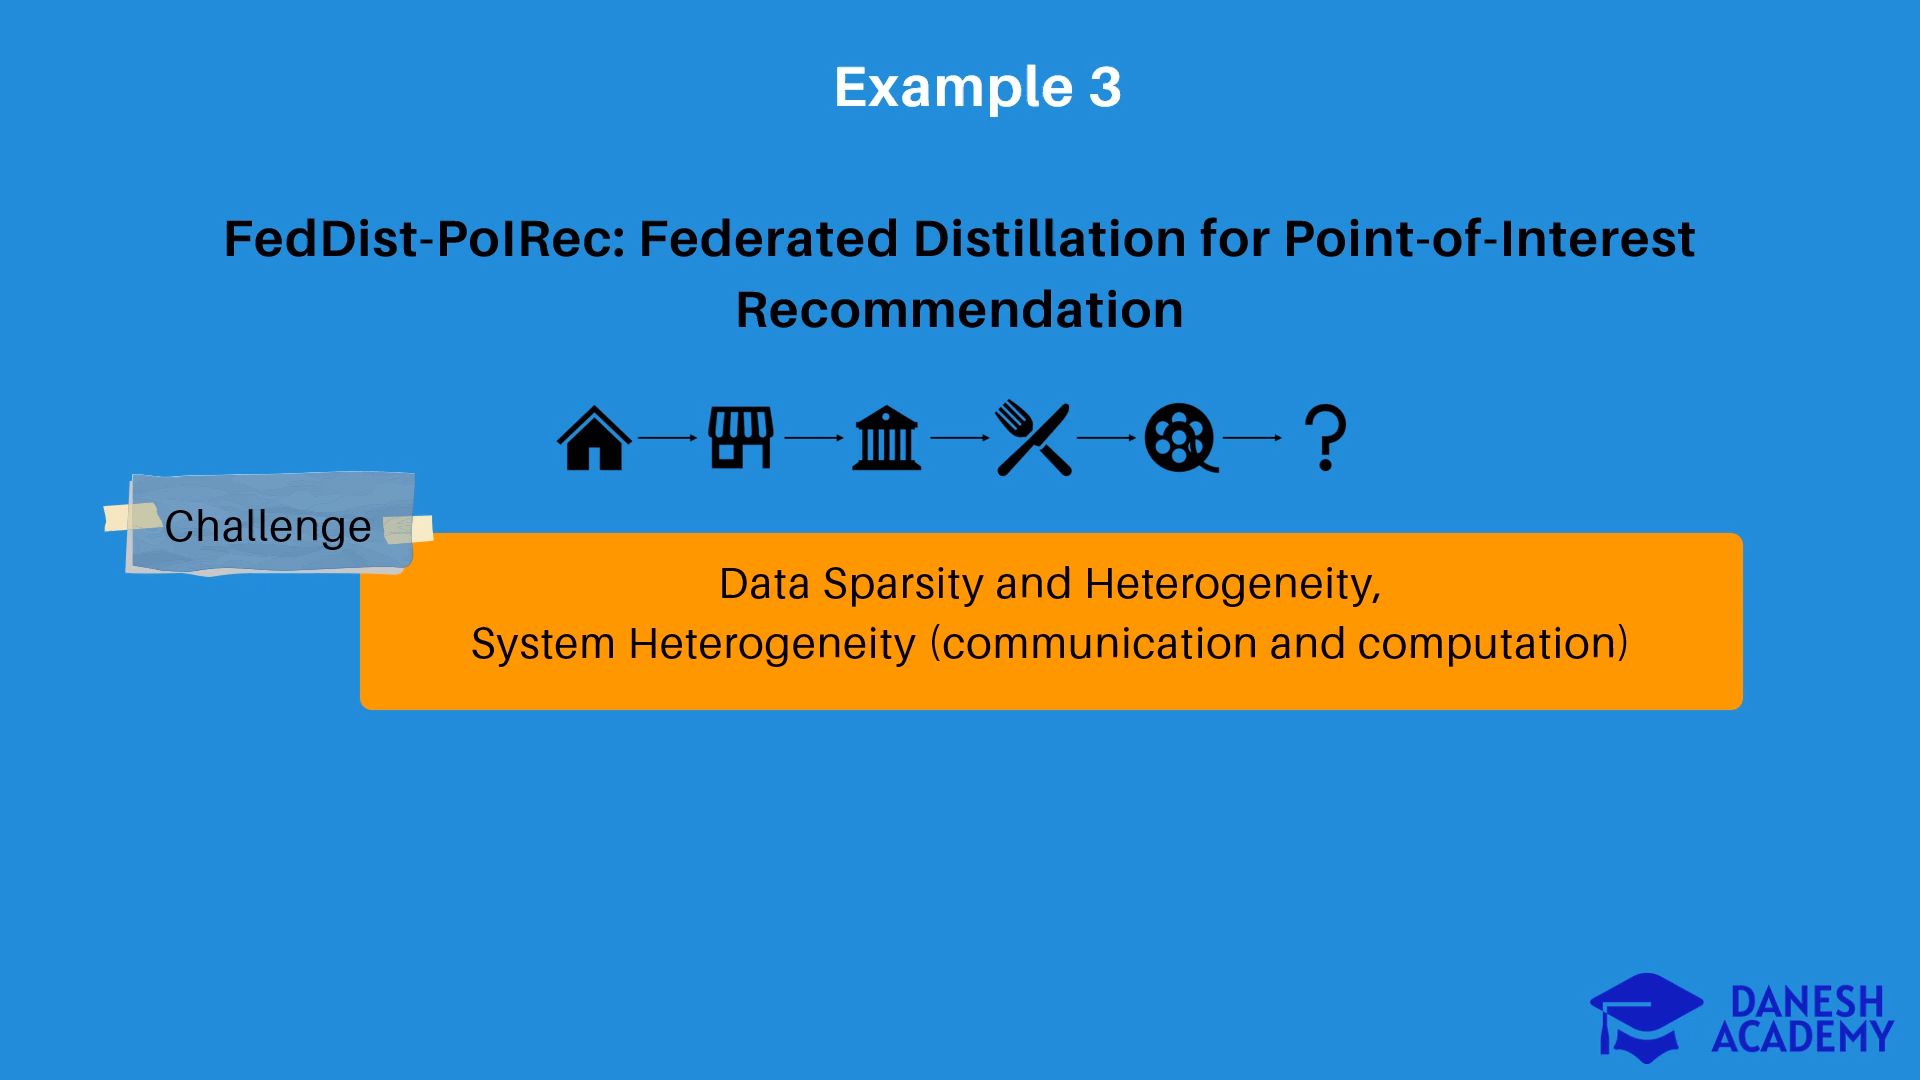 Example 3
FedDist-PoIRec: Federated Distillation for Point-of-Interest
Recommendation
Challenge
Data Sparsity and Heterogeneity,
System Heterogeneity (communication and computation)
DANESH
ACADEMY